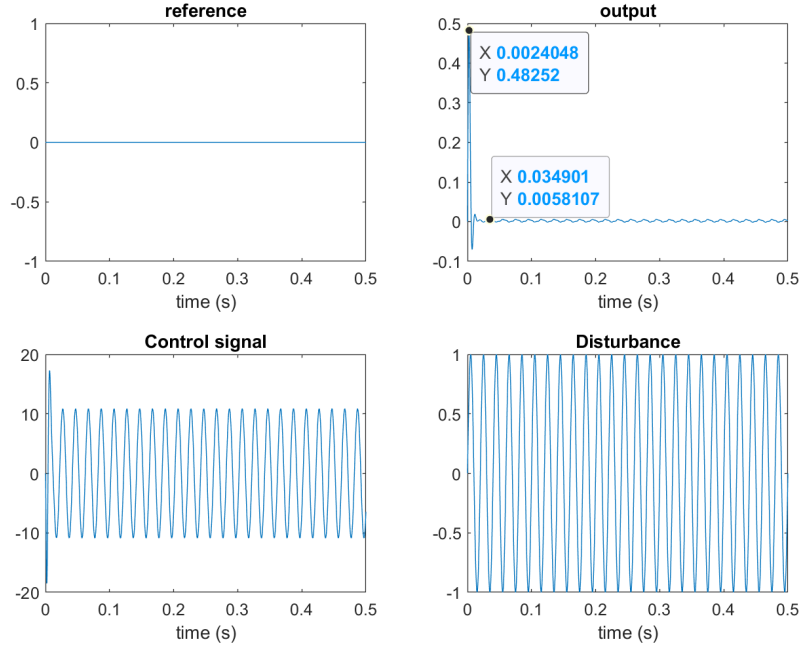 reference
1
0.5
0
-0.5
-1
0 0.1 0.2 0.3 0.4 0.5
time (s)
output
0.5
0.4
0.3
0.2
0.1
0
-0.1
X 0.0024048
Y 0.48252
X 0.034901
Y 0.0058107
0 0.1 0.2 0.3 0.4 0.5
time (s)
Control signal
20
10
0
-10
-20
0 0.1 0.2 0.3 0.4 0.5
time (s)
Disturbance
1
0.5
0
-0.5
-1
0 0.1 0.2 0.3 0.4 0.5
time (s)